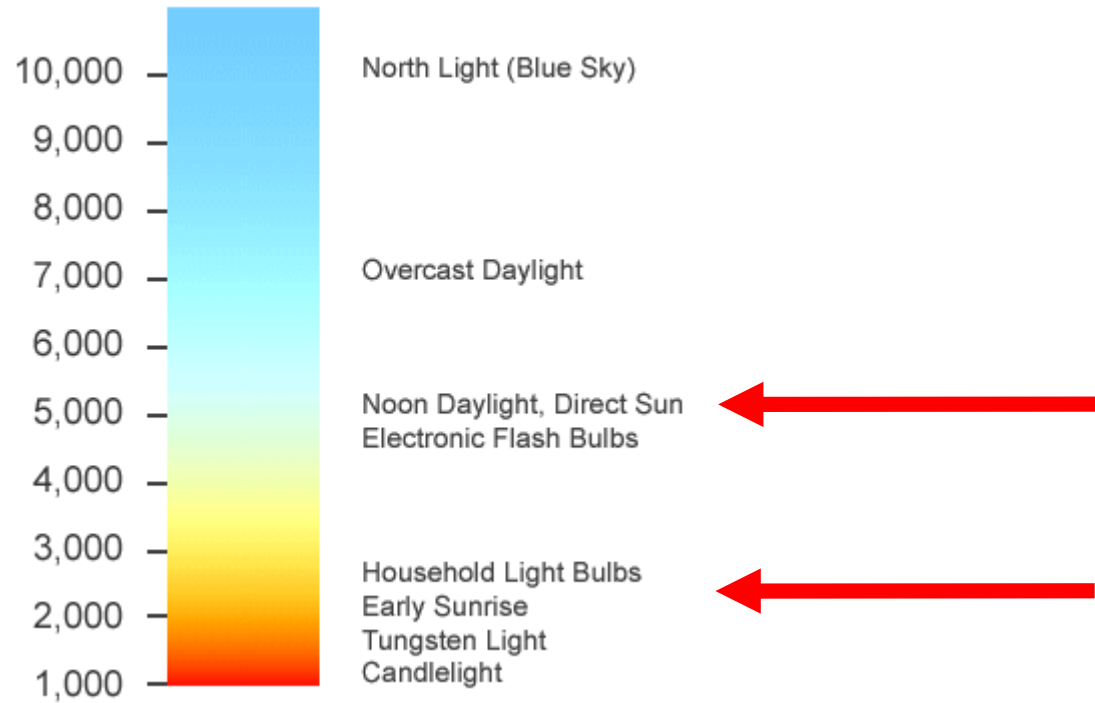 10,000 North Light (Blue Sky)
9,000
8,000
7,000 Overcast Daylight
6,000
5,000 Noon Daylight, Direct Sun
Electronic Flash Bulbs
4,000
3,000
Household Light Bulbs
2,000 Early Sunrise
Tungsten Light
1,000 Candlelight